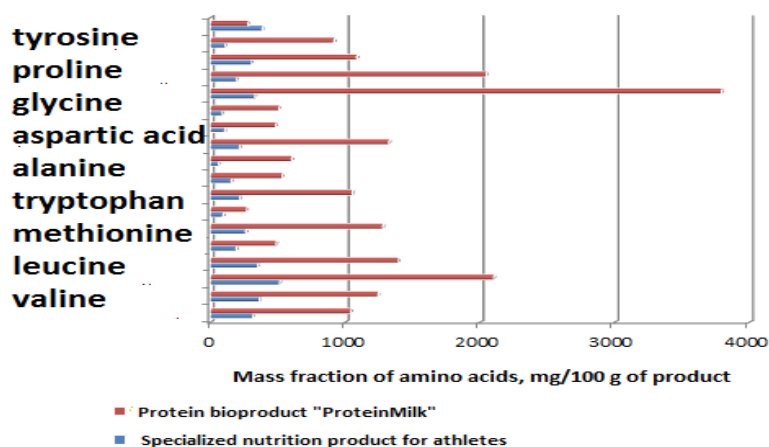 tyrosine
proline
glycine
aspartic acid
alanine
tryptophan
methionine
leucine
valine
0 1000 2000 3000 4000
Mass fraction of amino acids, mg/100 g of product
Protein bioproduct "ProteinMilk"
Specialized nutrition product for athletes